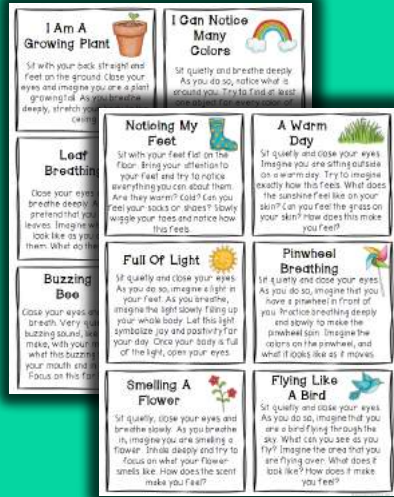 I Am A
Growing Plant
Sit with your back straight and
feet on the ground. Close your
eyes and imagine you are a plant
growing tall. As you breathe
deeply, stretch your
ceiling
I Can Notice
Many
Colors
Sit quietly and breathe deeply
As you do so, notice what is
around you. Try to find at least
one object for every color of
Leaf
Breathin
Close your eyes
breathe deeply. A
pretend that you
leaves. Imagine w
look like as you
them. What do the
Buzzing
Bee
Close your eyes an
breath. Very qui
buzzing sound, like
make, with your m
what this buzzing
your mouth and in
Focus on this for
Noticing My
Feet
Sit with your feet flat on the
floor. Bring your attention to
your feet and try to notice
everything you can about them.
Are they warm? Cold? Can you
feel your socks or shoes? Slowly
wiggle your toes and notice how
this feels.
A Warm
Day
Sit quietly and close your eyes.
Imagine you are sitting outside
on a warm day. Try to imagine
exactly how this feels. What does
the sunshine feel like on your
skin? Can you feel the grass on
your skin? How does this make
you feel?
Full Of Light
Sit quietly and close your eyes.
As you do so, imagine a light in
your feet. As you breathe,
imagine the light slowly filling up
your whole body. Let this light
symbolize joy and positivity for
your day. Once your body is full
of the light, open your eyes.
Pinwheel
Breathing
Sit quietly and close your eyes.
As you do so, imagine that you
have a pinwheel in front of
you. Practice breathing deeply
and slowly to make the
pinwheel spin. Imagine the
colors on the pinwheel, and
what it looks like as it moves.
Smelling A
Flower
Sit quietly, close your eyes and
breathe slowly. As you breathe
in, imagine you are smelling a
flower. Inhale deeply and try to
focus on what your flower
smells like. How does the scent
make you feel?
Flying Like
A Bird
Sit quietly and close your eyes.
As you do so, imagine that you
are a bird flying through the
sky. What can you see as you
fly? Imagine the area that you
are flying over. What does it
look like? How does it make
you feel?